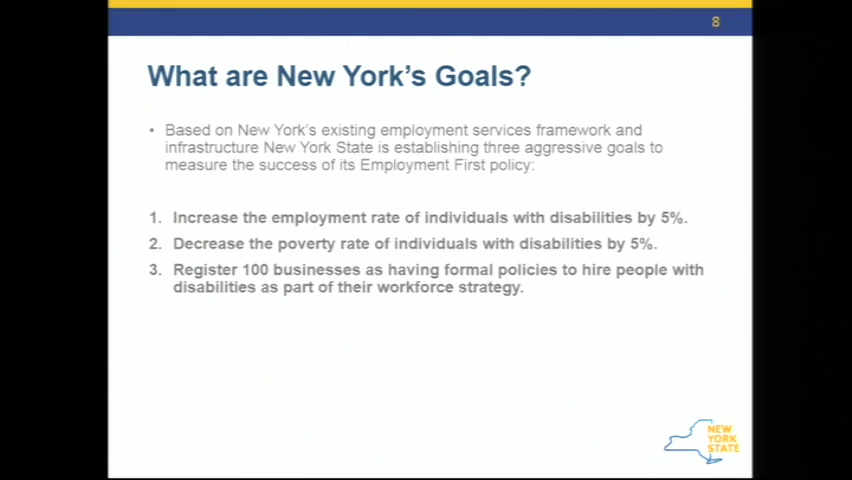 8
What are New York's Goals?
• Based on New York's existing employment services framework and
infrastructure New York State is establishing three aggressive goals to
measure the success of its Employment First policy:
1. Increase the employment rate of individuals with disabilities by 5%.
2. Decrease the poverty rate of individuals with disabilities by 5%.
3. Register 100 businesses as having formal policies to hire people with
disabilities as part of their workforce strategy.
NEW
YORK
STATE